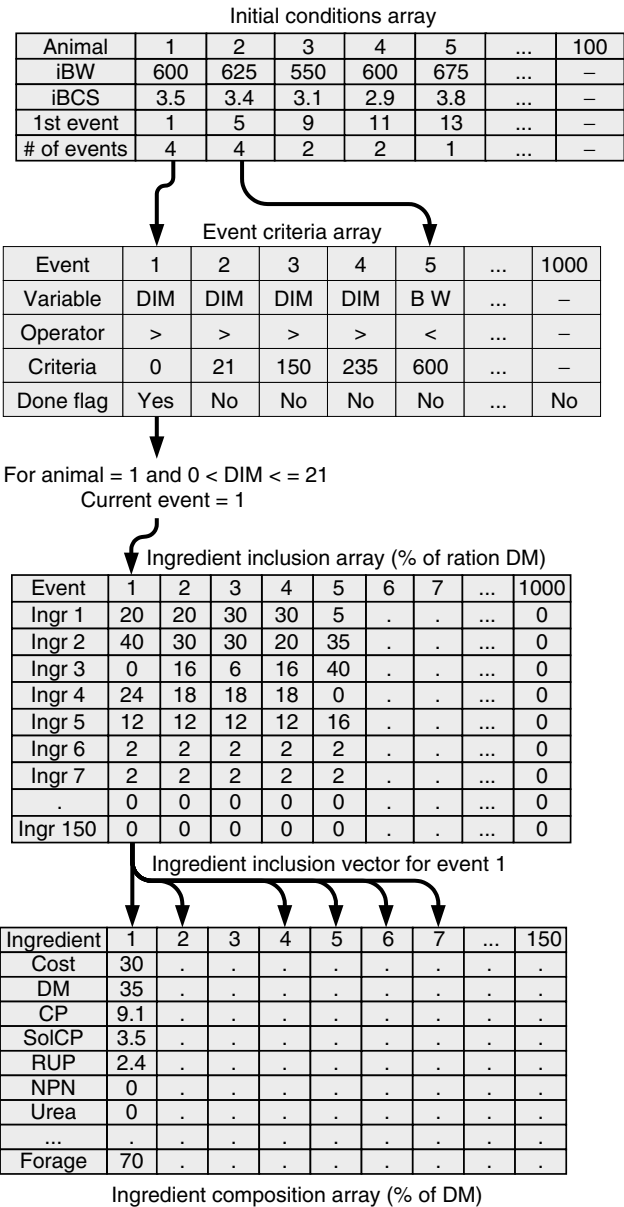 Initial conditions array
Animal 1 2 3 4 5 ... 100
iBW 600 625 550 600 675 ... –
iBCS 3.5 3.4 3.1 2.9 3.8 ... –
1st event 1 5 9 11 13 ... –
# of events 4 4 2 2 1 ... –
Event criteria array
Event 1 2 3 4 5 ... 1000
Variable DIM DIM DIM DIM B W ... –
Operator > > > > < ... –
Criteria 0 21 150 235 600 ... –
Done flag Yes No No No No ... No
For animal = 1 and 0 < DIM < = 21
Current event = 1
Ingredient inclusion array (% of ration DM)
Event 1 2 3 4 5 6 7 ... 1000
Ingr 1 20 20 30 30 5 . . ... 0
Ingr 2 40 30 30 20 35 . . ... 0
Ingr 3 0 16 6 16 40 . . ... 0
Ingr 4 24 18 18 18 0 . . ... 0
Ingr 5 12 12 12 12 16 . . ... 0
Ingr 6 2 2 2 2 2 . . ... 0
Ingr 7 2 2 2 2 2 . . ... 0
. 0 0 0 0 0 . . ... 0
Ingr 150 0 0 0 0 0 . . ... 0
Ingredient inclusion vector for event 1
Ingredient 1 2 3 4 5 6 7 ... 150
Cost 30 . . . . . . . .
DM 35 . . . . . . . .
CP 9.1 . . . . . . . .
SolCP 3.5 . . . . . . . .
RUP 2.4 . . . . . . . .
NPN 0 . . . . . . . .
Urea 0 . . . . . . . .
... . . . . . . . . .
Forage 70 . . . . . . . .
Ingredient composition array (% of DM)